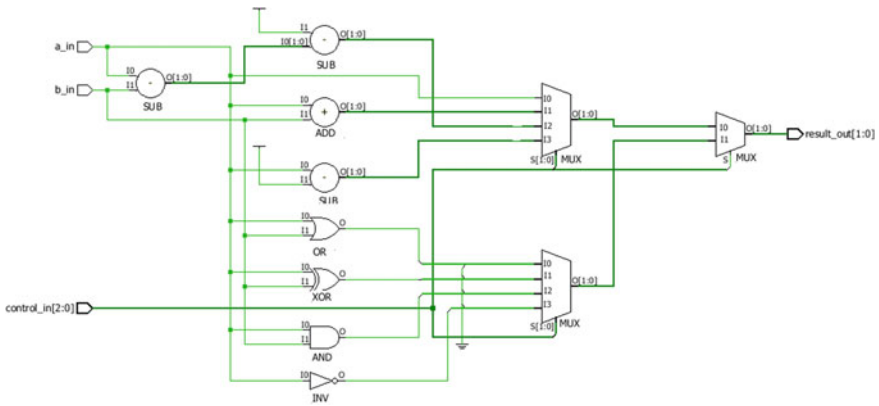 I1
I0[1:0] - O[1:0]
SUB
a_in
I0
I1 - O[1:0]
SUB
b_in
I0
I1 + O[1:0]
ADD
I0
I1 - O[1:0]
SUB
I0
I1
I2
I3
O[1:0]
S[1:0] MUX
I0
I1
O[1:0]
S MUX
result_out[1:0]
I0
I1 O
OR
I0
I1 O
XOR
control_in[2:0]
I0
I1 O
AND
I0 O
INV
I0
I1
I2
I3
O[1:0]
S[1:0] MUX